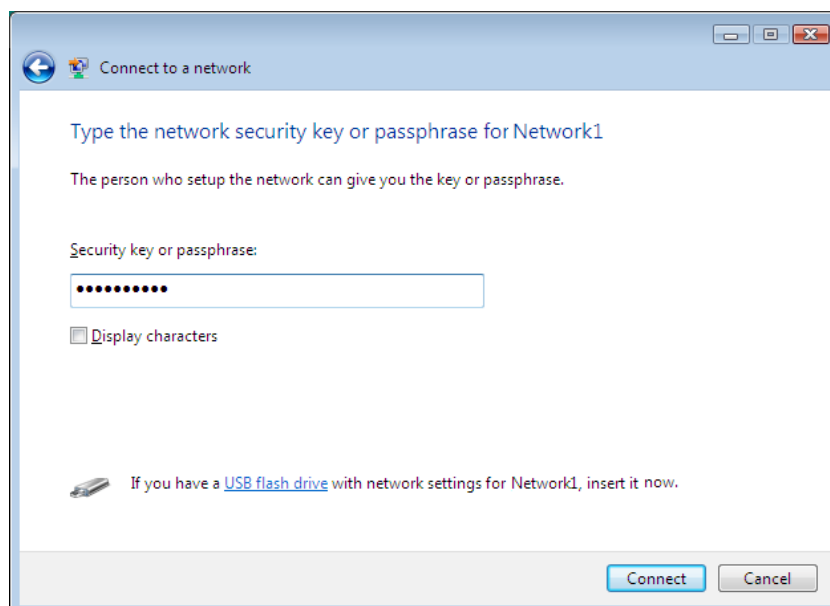 Connect to a network
Type the network security key or passphrase for Network1
The person who setup the network can give you the key or passphrase.
Security key or passphrase:
••••••••••
Display characters
If you have a USB flash drive with network settings for Network1, insert it now.
Connect Cancel